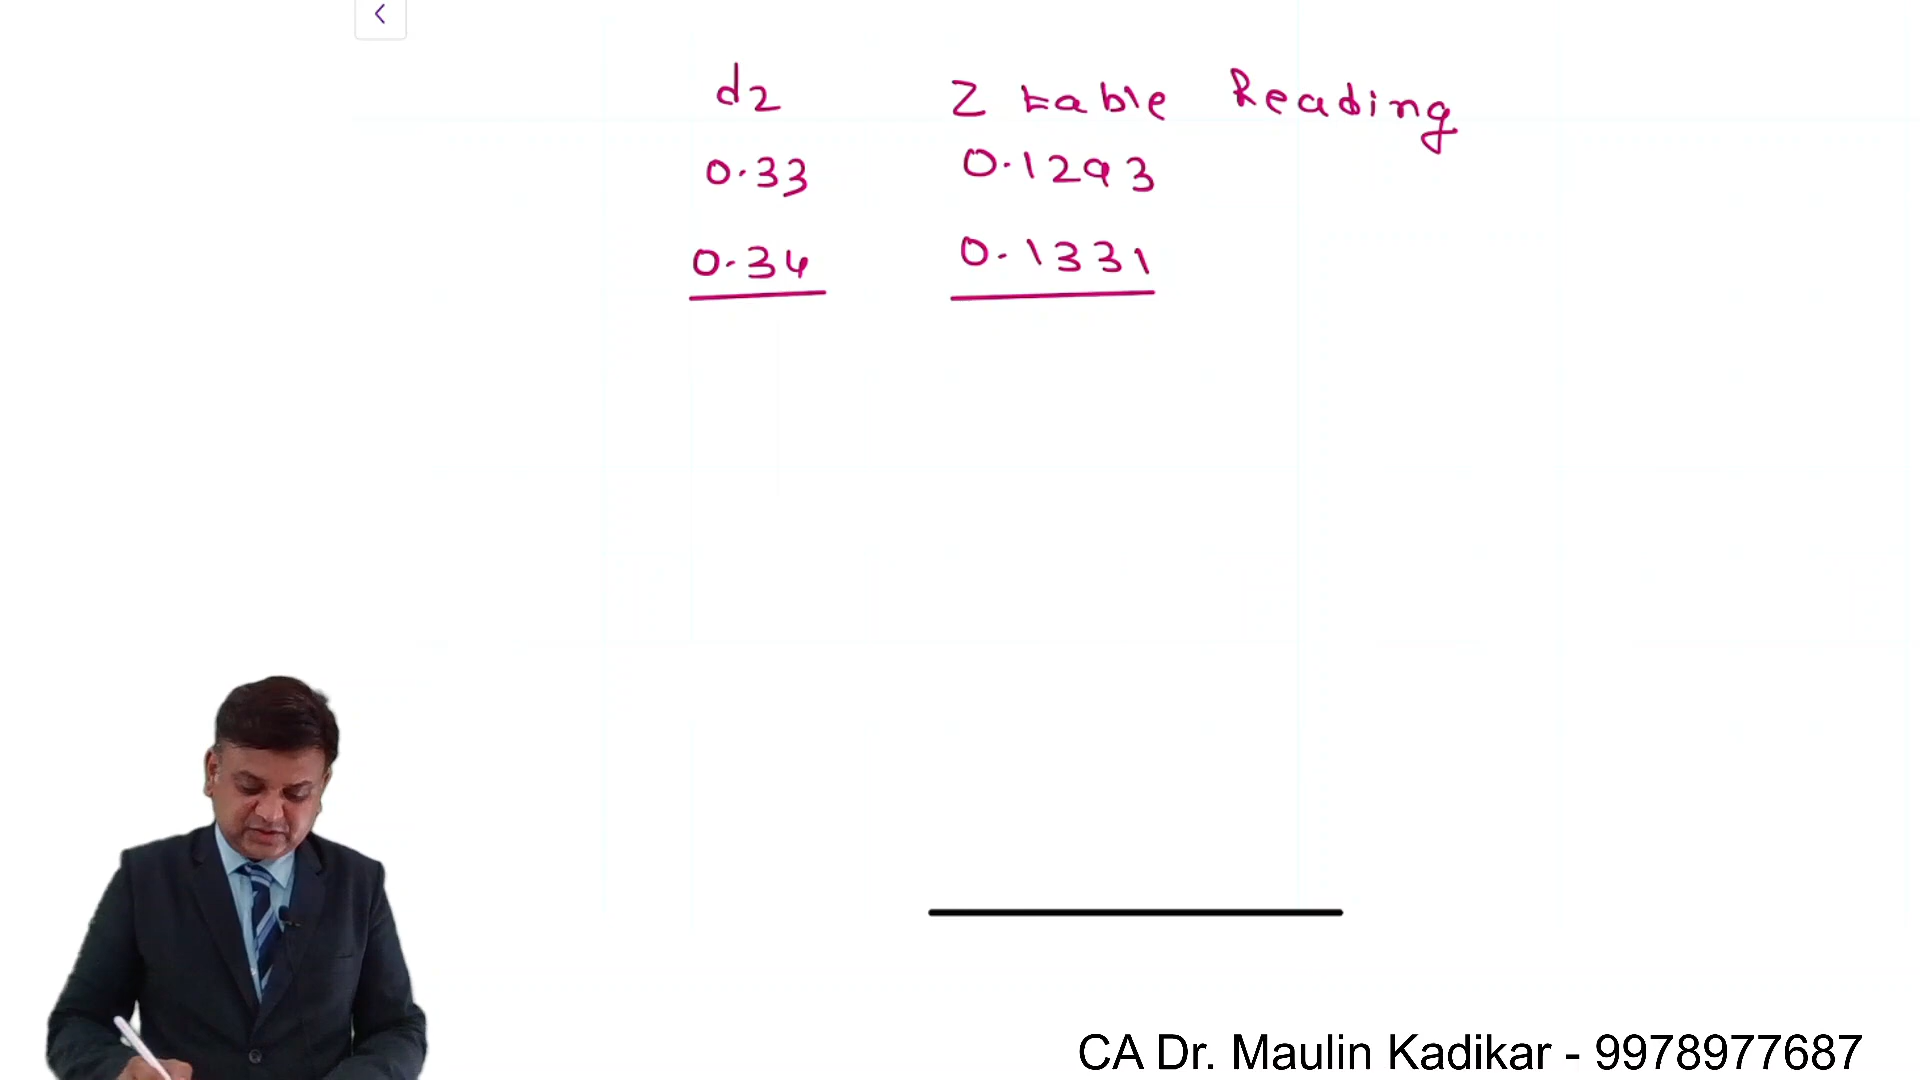 d2 Z table Reading
0.33 0.1293
0.34 0.1331
CA Dr. Maulin Kadikar - 9978977687